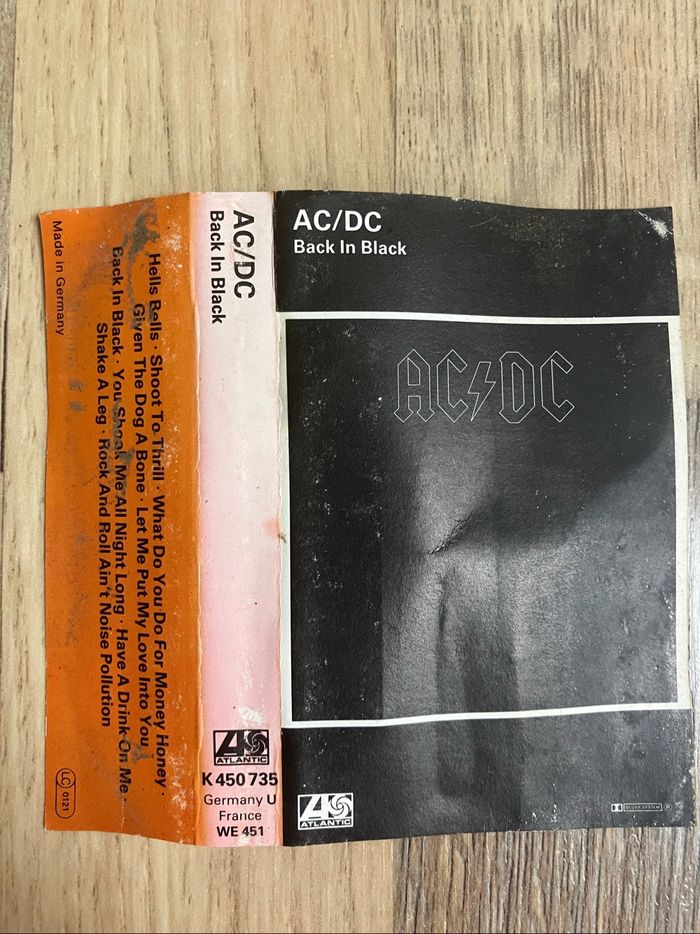 Made in Germany
Hells Bells · Shoot To Thrill · What Do You Do For Money Honey ·
Given The Dog A Bone · Let Me Put My Love Into You
Back In Black · You Shook Me All Night Long · Have A Drink On Me ·
Shake A Leg · Rock And Roll Ain't Noise Pollution
LC 0121
AC/DC
Back In Black
ATLANTIC
K 450 735
Germany U
France
WE 451
AC/DC
Back In Black
AC DC
ATLANTIC
DOLBY SYSTEM